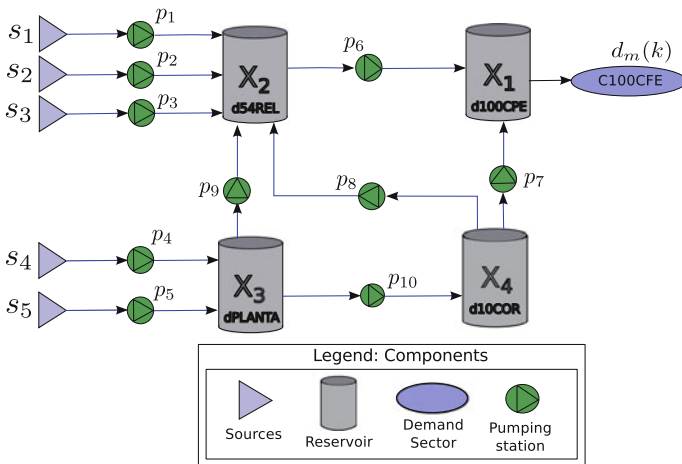 s₁ p₁
s₂ p₂
s₃ p₃
X₂
d54REL
p₆
X₁
d100CPE
dₘ(k)
C100CFE
p₉
p₈
p₇
s₄ p₄
s₅ p₅
X₃
dPLANTA
p₁₀
X₄
d10COR
Legend: Components
Sources
Reservoir
Demand
Sector
Pumping
station